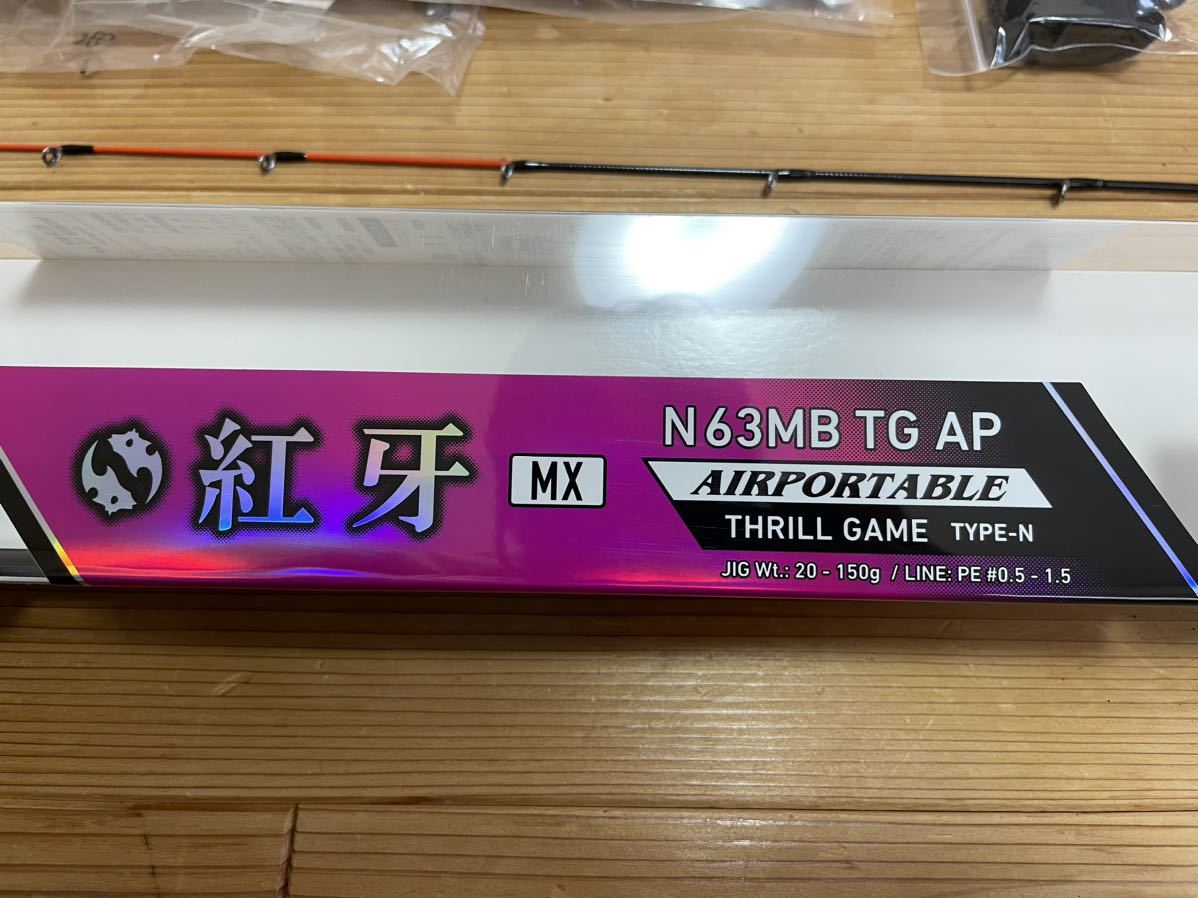 紅牙
MX
N63MB TG AP
AIRPORTABLE
THRILL GAME TYPE-N
JIG Wt.: 20 - 150g / LINE: PE #0.5 - 1.5